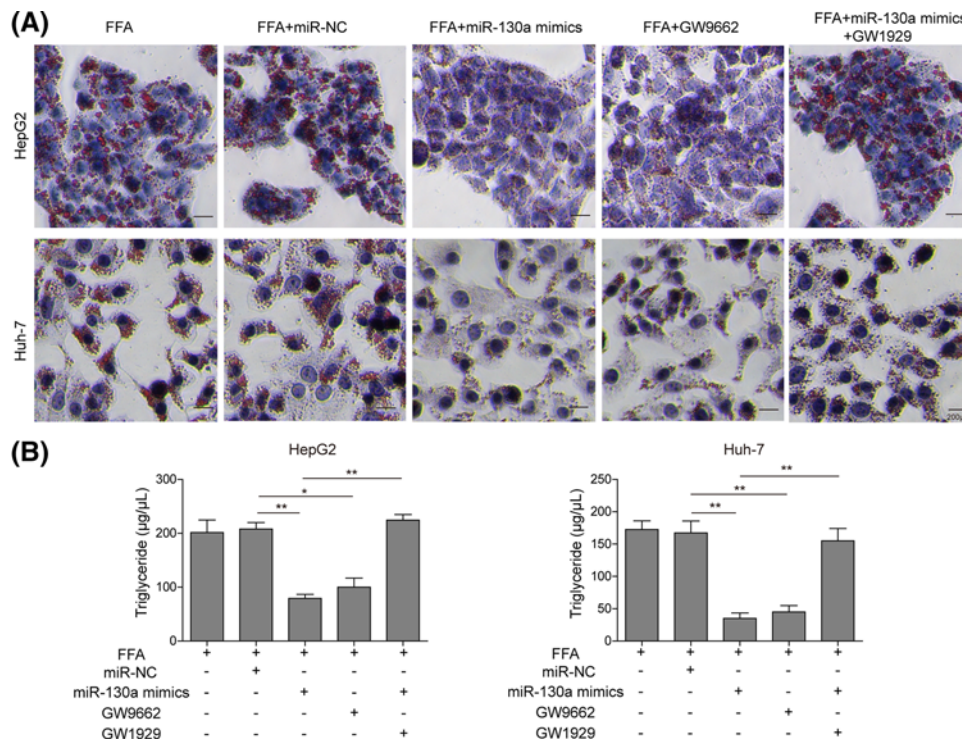 (A)
FFA
FFA+miR-NC
FFA+miR-130a mimics
FFA+GW9662
FFA+miR-130a mimics
+GW1929
HepG2
Huh-7
(B)
HepG2
Triglyceride (μg/μL)
300
200
100
0
**
*
**
FFA + + + + +
miR-NC - + - - -
miR-130a mimics - - + - +
GW9662 - - - + -
GW1929 - - - - +
Huh-7
Triglyceride (μg/μL)
250
200
150
100
50
0
**
**
**
FFA + + + + +
miR-NC - + - - -
miR-130a mimics - - + - +
GW9662 - - - + -
GW1929 - - - - +